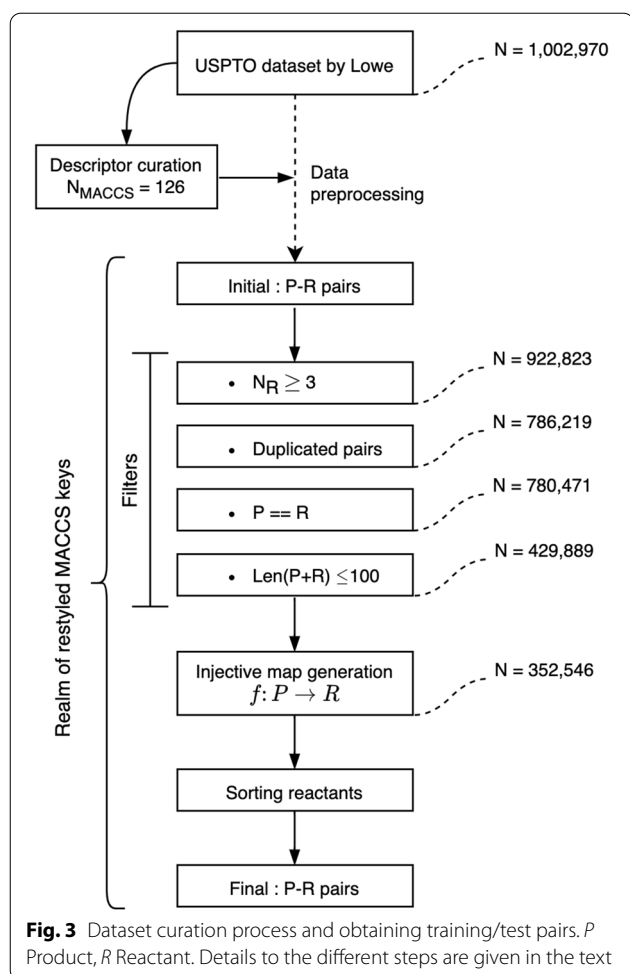 USPTO dataset by Lowe
N = 1,002,970
Descriptor curation
N_MACCS = 126
Data
preprocessing
Initial : P-R pairs
Realm of restyled MACCS keys
Filters
• N_R ≥ 3
N = 922,823
• Duplicated pairs
N = 786,219
• P == R
N = 780,471
• Len(P+R) ≤100
N = 429,889
Injective map generation
f: P → R
N = 352,546
Sorting reactants
Final : P-R pairs
Fig. 3 Dataset curation process and obtaining training/test pairs. P
Product, R Reactant. Details to the different steps are given in the text